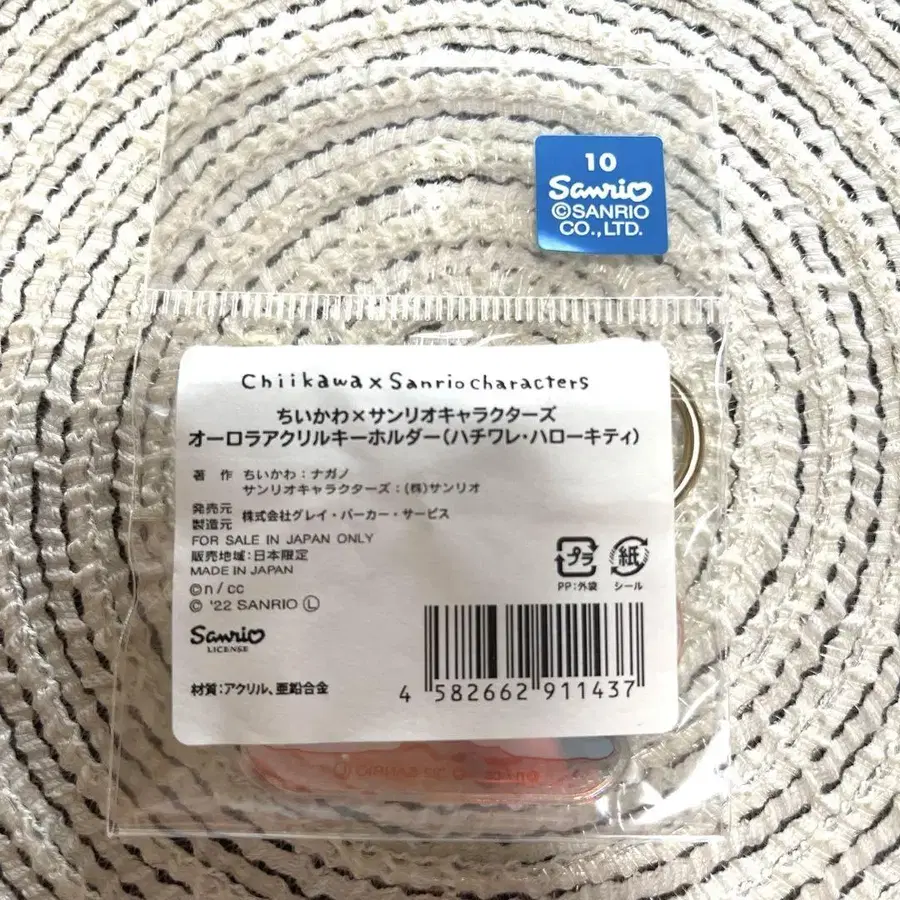 10
Sanrio
©SANRIO
CO.,LTD.
Chiikawa x Sanrio characters
ちいかわ×サンリオキャラクターズ
オーロラアクリルキーホルダー(ハチワレ・ハローキティ)
著 作 ちいかわ:ナガノ
サンリオキャラクターズ:(株)サンリオ
発売元
製造元 株式会社グレイ・パーカー・サービス
FOR SALE IN JAPAN ONLY
販売地域:日本限定
MADE IN JAPAN
©n/cc
© '22 SANRIO Ⓛ
Sanrio
LICENSE
プラ 紙
PP:外袋 シール
材質:アクリル、亜鉛合金
4 582662 911437